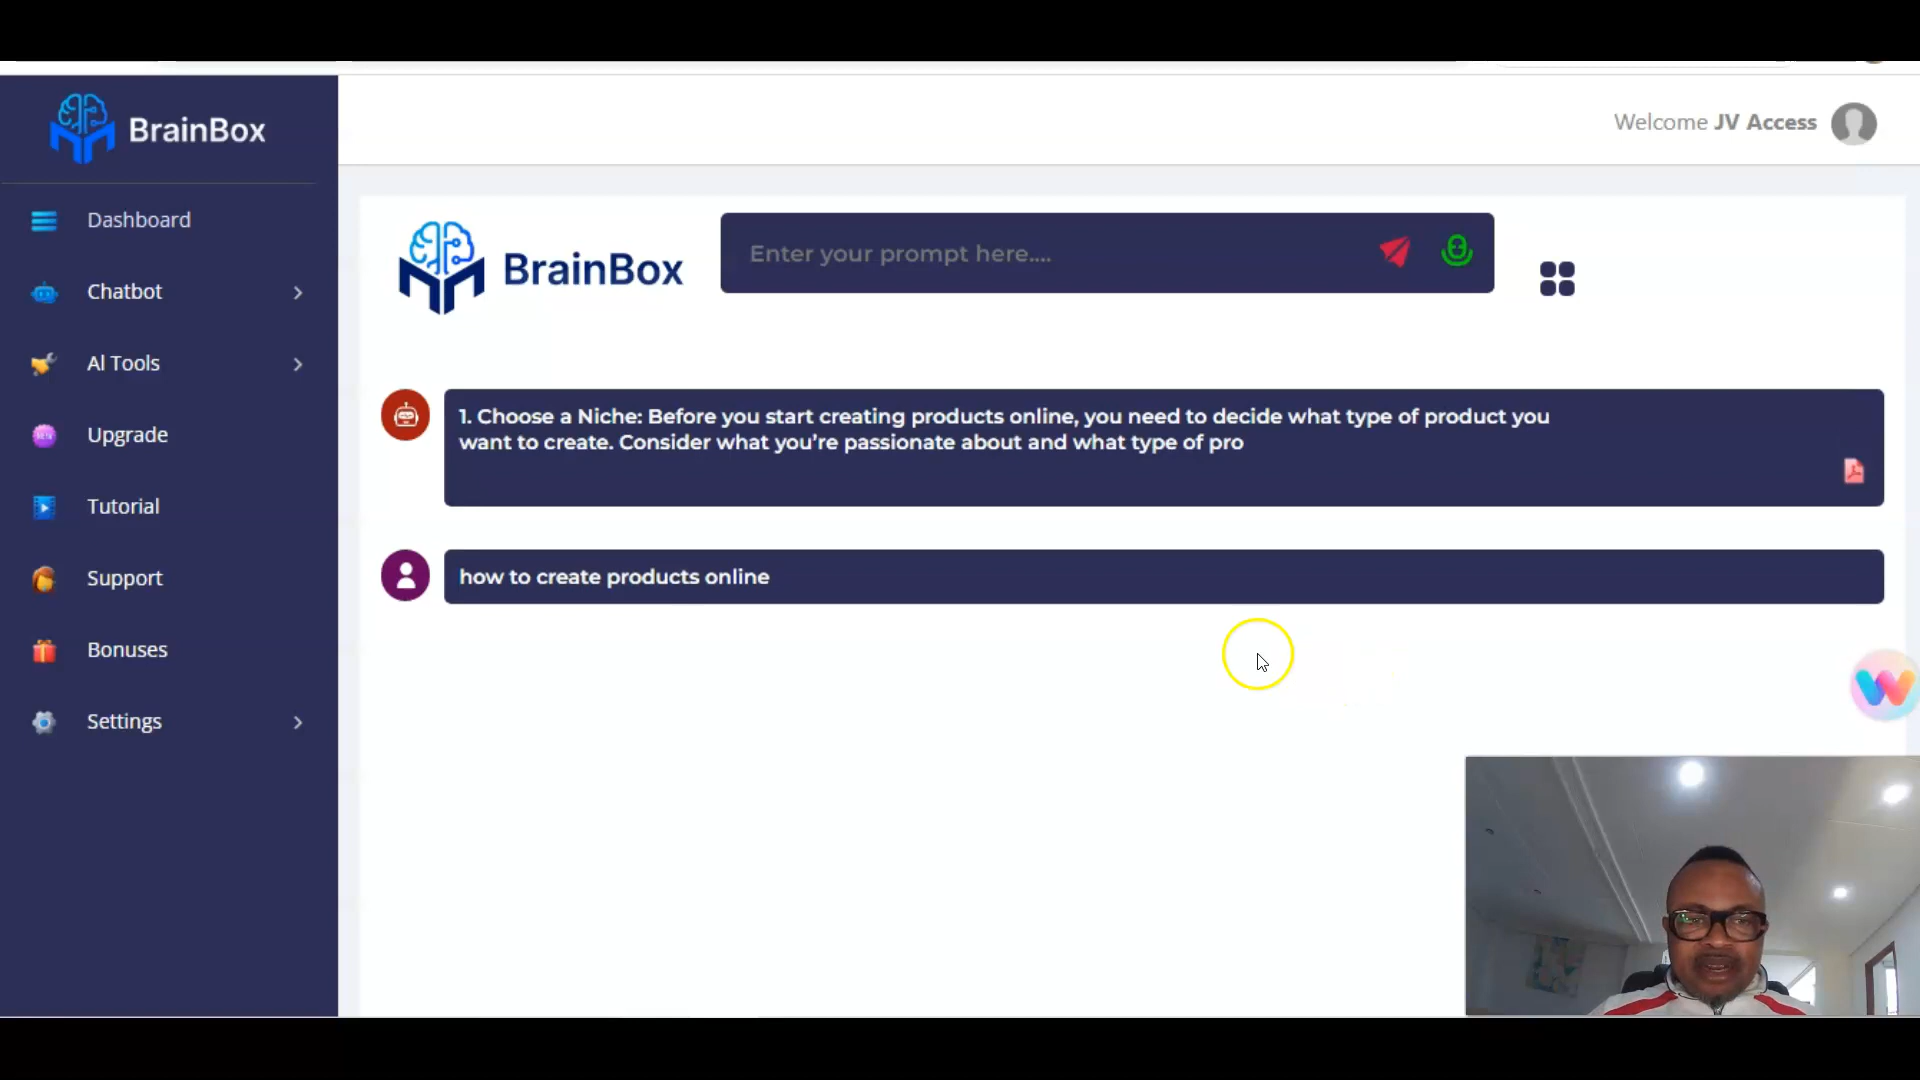 BrainBox
Welcome JV Access
Dashboard
Chatbot
AI Tools
Upgrade
Tutorial
Support
Bonuses
Settings
BrainBox
Enter your prompt here....
1. Choose a Niche: Before you start creating products online, you need to decide what type of product you
want to create. Consider what you're passionate about and what type of pro
how to create products online